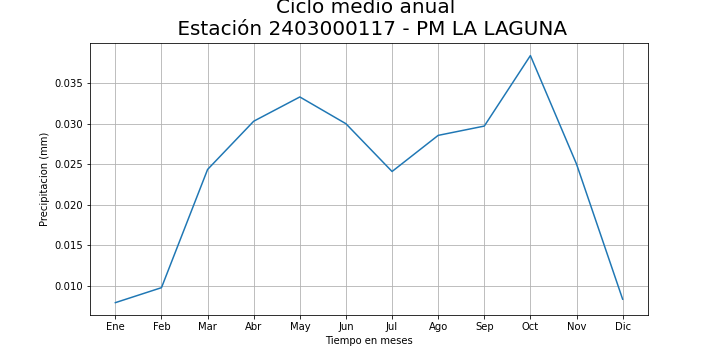 Ciclo medio anual
Estación 2403000117 - PM LA LAGUNA
Precipitacion (mm)
0.035
0.030
0.025
0.020
0.015
0.010
Ene Feb Mar Abr May Jun Jul Ago Sep Oct Nov Dic
Tiempo en meses